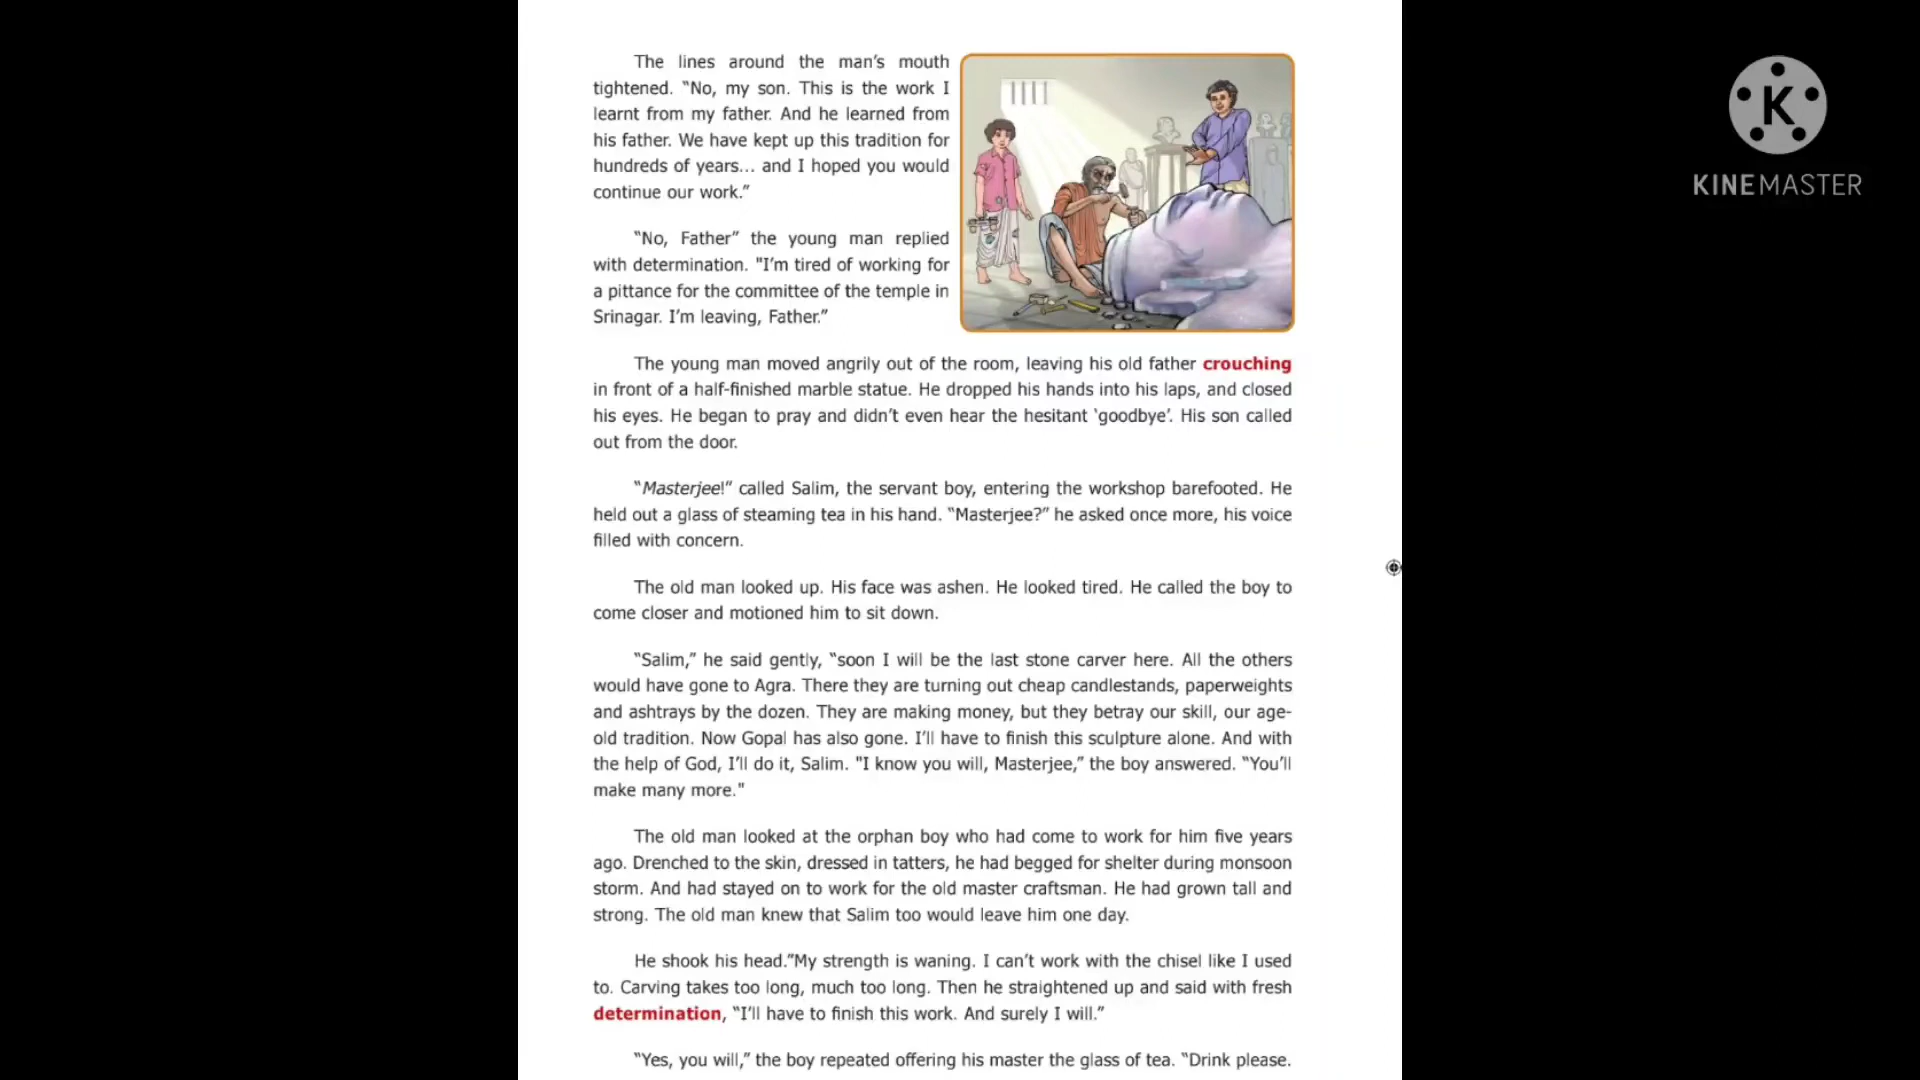 The lines around the man’s mouth
tightened. “No, my son. This is the work I
learnt from my father. And he learned from
his father. We have kept up this tradition for
hundreds of years... and I hoped you would
continue our work.”
“No, Father” the young man replied
with determination. "I’m tired of working for
a pittance for the committee of the temple in
Srinagar. I’m leaving, Father.”
The young man moved angrily out of the room, leaving his old father crouching
in front of a half-finished marble statue. He dropped his hands into his laps, and closed
his eyes. He began to pray and didn’t even hear the hesitant ‘goodbye’. His son called
out from the door.
“Masterjee!” called Salim, the servant boy, entering the workshop barefooted. He
held out a glass of steaming tea in his hand. “Masterjee?” he asked once more, his voice
filled with concern.
The old man looked up. His face was ashen. He looked tired. He called the boy to
come closer and motioned him to sit down.
“Salim,” he said gently, “soon I will be the last stone carver here. All the others
would have gone to Agra. There they are turning out cheap candlestands, paperweights
and ashtrays by the dozen. They are making money, but they betray our skill, our age-
old tradition. Now Gopal has also gone. I’ll have to finish this sculpture alone. And with
the help of God, I’ll do it, Salim. "I know you will, Masterjee,” the boy answered. “You’ll
make many more."
The old man looked at the orphan boy who had come to work for him five years
ago. Drenched to the skin, dressed in tatters, he had begged for shelter during monsoon
storm. And had stayed on to work for the old master craftsman. He had grown tall and
strong. The old man knew that Salim too would leave him one day.
He shook his head.”My strength is waning. I can’t work with the chisel like I used
to. Carving takes too long, much too long. Then he straightened up and said with fresh
determination, “I’ll have to finish this work. And surely I will.”
“Yes, you will,” the boy repeated offering his master the glass of tea. “Drink please.
K
KINEMASTER